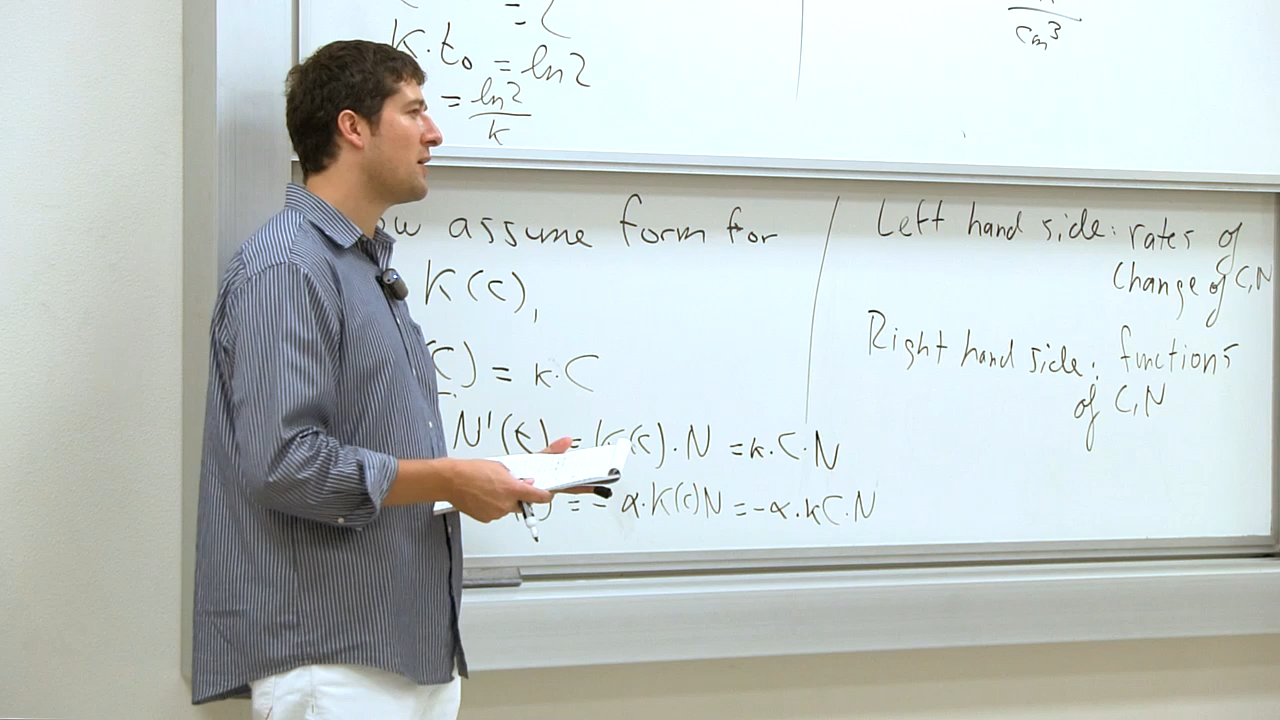 = 2
K·t₀ = ln2
= ln2/k
cm³
assume form for
K(c),
C) = k·C
N'(t) = K(c)·N = k·C·N
= -α·K(c)N = -α·kC·N
Left hand side: rates of
Change of C,N
Right hand side: functions
of C,N